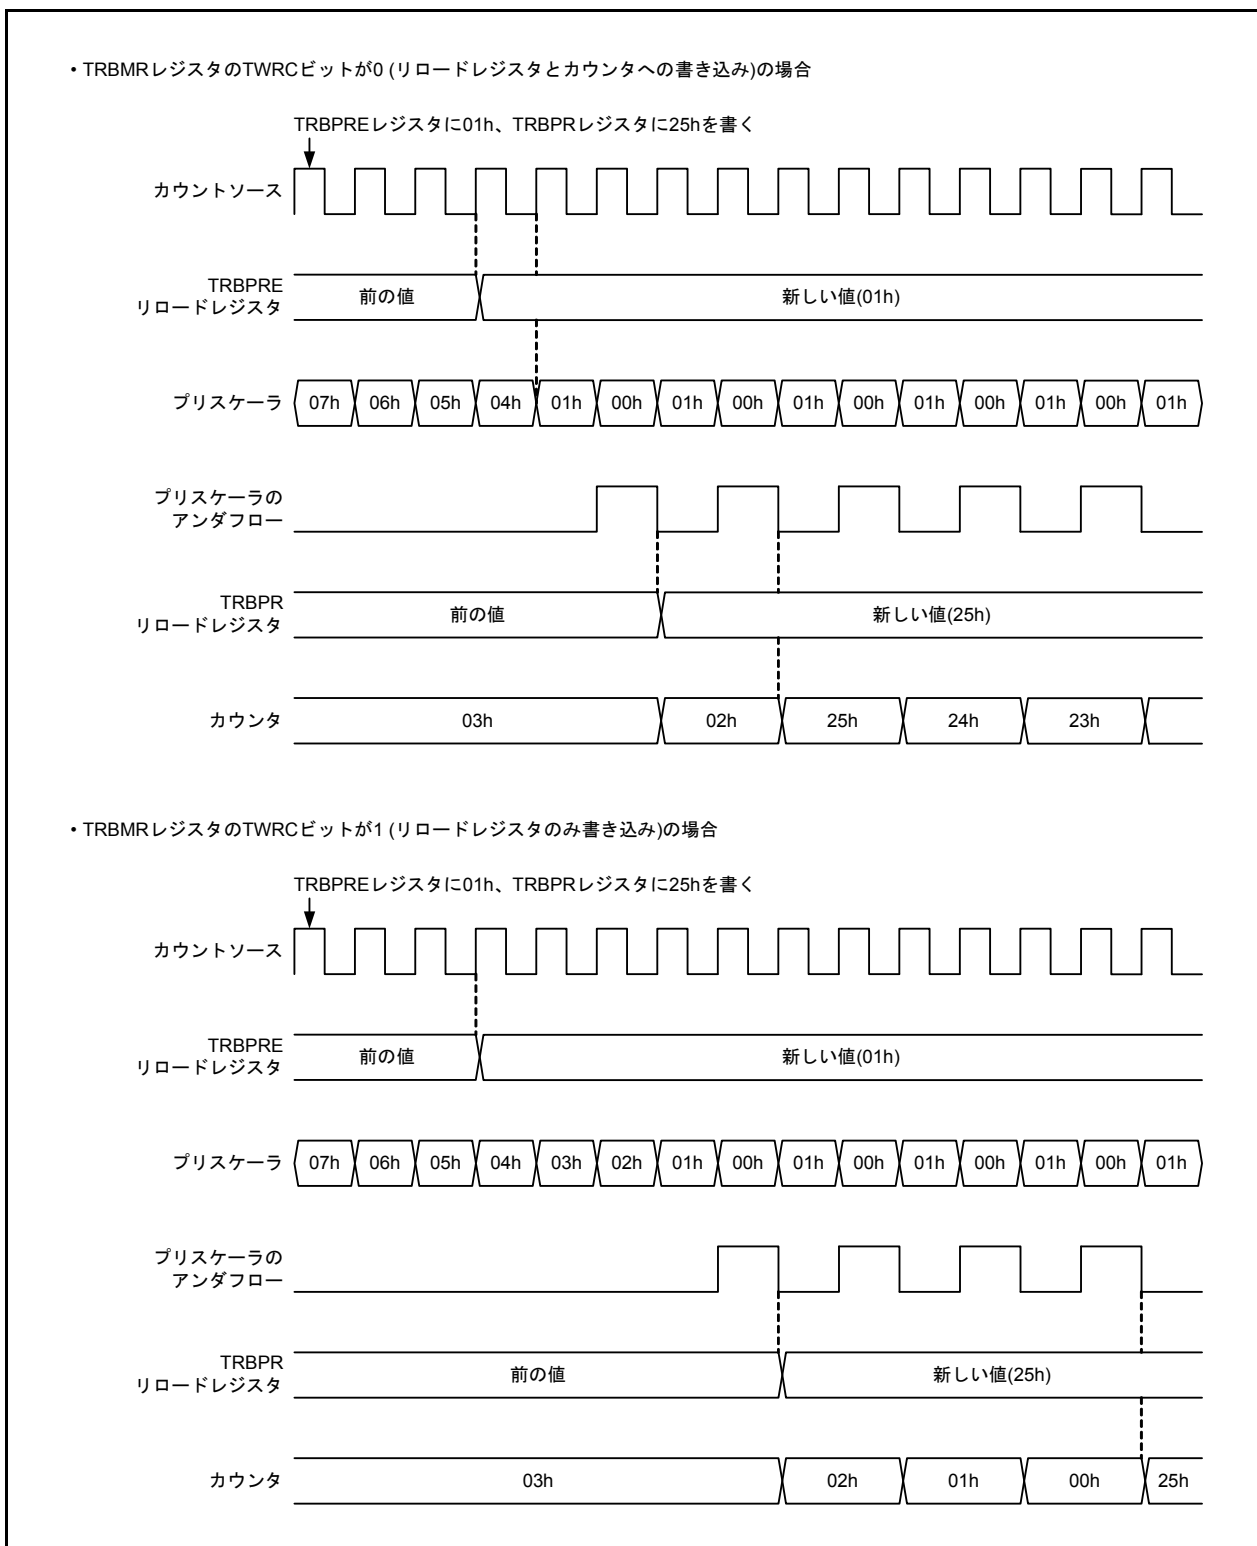 • TRBMRレジスタのTWRCビットが0 (リロードレジスタとカウンタへの書き込み)の場合
TRBPREレジスタに01h、TRBPRレジスタに25hを書く
カウントソース
TRBPRE
リロードレジスタ
前の値 新しい値(01h)
プリスケーラ 07h 06h 05h 04h 01h 00h 01h 00h 01h 00h 01h 00h 01h 00h 01h
プリスケーラの
アンダフロー
TRBPR
リロードレジスタ
前の値 新しい値(25h)
カウンタ 03h 02h 25h 24h 23h
• TRBMRレジスタのTWRCビットが1 (リロードレジスタのみ書き込み)の場合
TRBPREレジスタに01h、TRBPRレジスタに25hを書く
カウントソース
TRBPRE
リロードレジスタ
前の値 新しい値(01h)
プリスケーラ 07h 06h 05h 04h 03h 02h 01h 00h 01h 00h 01h 00h 01h 00h 01h
プリスケーラの
アンダフロー
TRBPR
リロードレジスタ
前の値 新しい値(25h)
カウンタ 03h 02h 01h 00h 25h